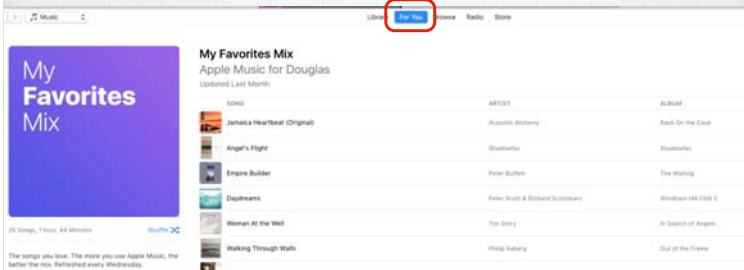 Music
Library For You Browse Radio Store
My
Favorites
Mix
My Favorites Mix
Apple Music for Douglas
Updated Last Month
SONG ARTIST ALBUM
Jamaica Heartbeat (Original) Acoustic Alchemy Back On the Case
Angel's Flight Shadowfax Shadowfax
Empire Builder Peter Buffett The Waiting
Daydreams Peter Scott & Richard Schönherz Windham Hill Chill 2
Woman At the Well Tim Story In Search of Angels
Walking Through Walls Philip Aaberg Out of the Frame
25 Songs, 1 hour, 44 Minutes Shuffle
The songs you love. The more you use Apple Music, the
better the mix. Refreshed every Wednesday.